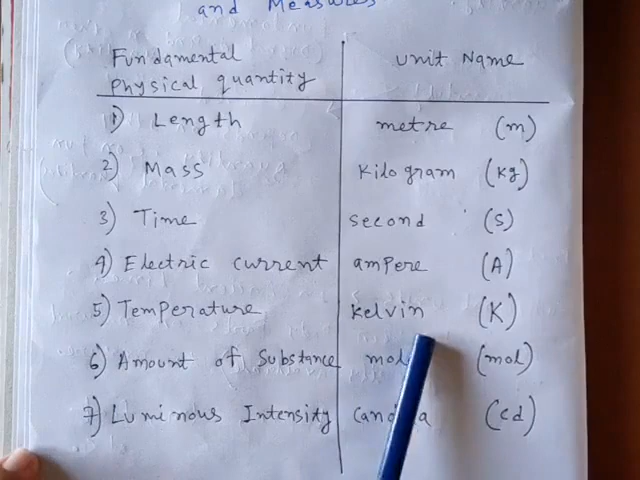 and Measures
Fundamental Physical quantity
Unit Name
1) Length metre (m)
2) Mass Kilogram (kg)
3) Time second (S)
4) Electric current ampere (A)
5) Temperature kelvin (K)
6) Amount of Substance (mol)
7) Luminous Intensity (cd)